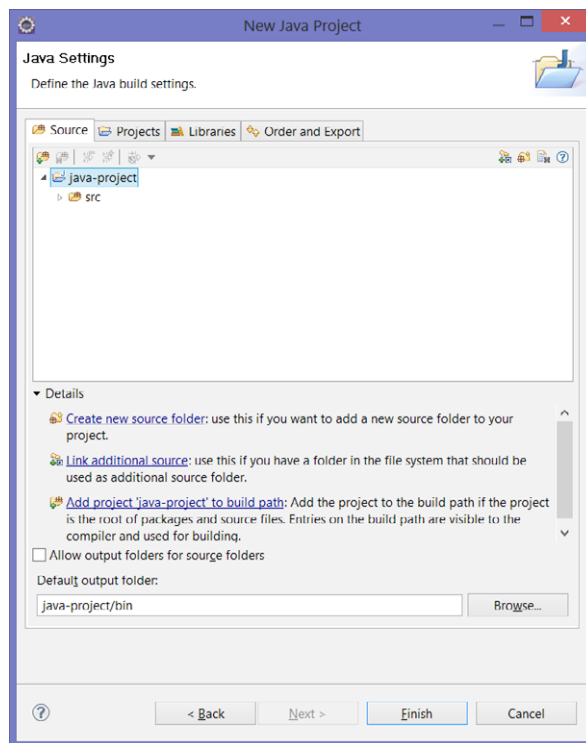 New Java Project
Java Settings
Define the Java build settings.
Source Projects Libraries Order and Export
java-project
src
Details
Create new source folder: use this if you want to add a new source folder to your
project.
Link additional source: use this if you have a folder in the file system that should be
used as additional source folder.
Add project 'java-project' to build path: Add the project to the build path if the project
is the root of packages and source files. Entries on the build path are visible to the
compiler and used for building.
Allow output folders for source folders
Default output folder:
java-project/bin
Browse...
< Back Next > Finish Cancel